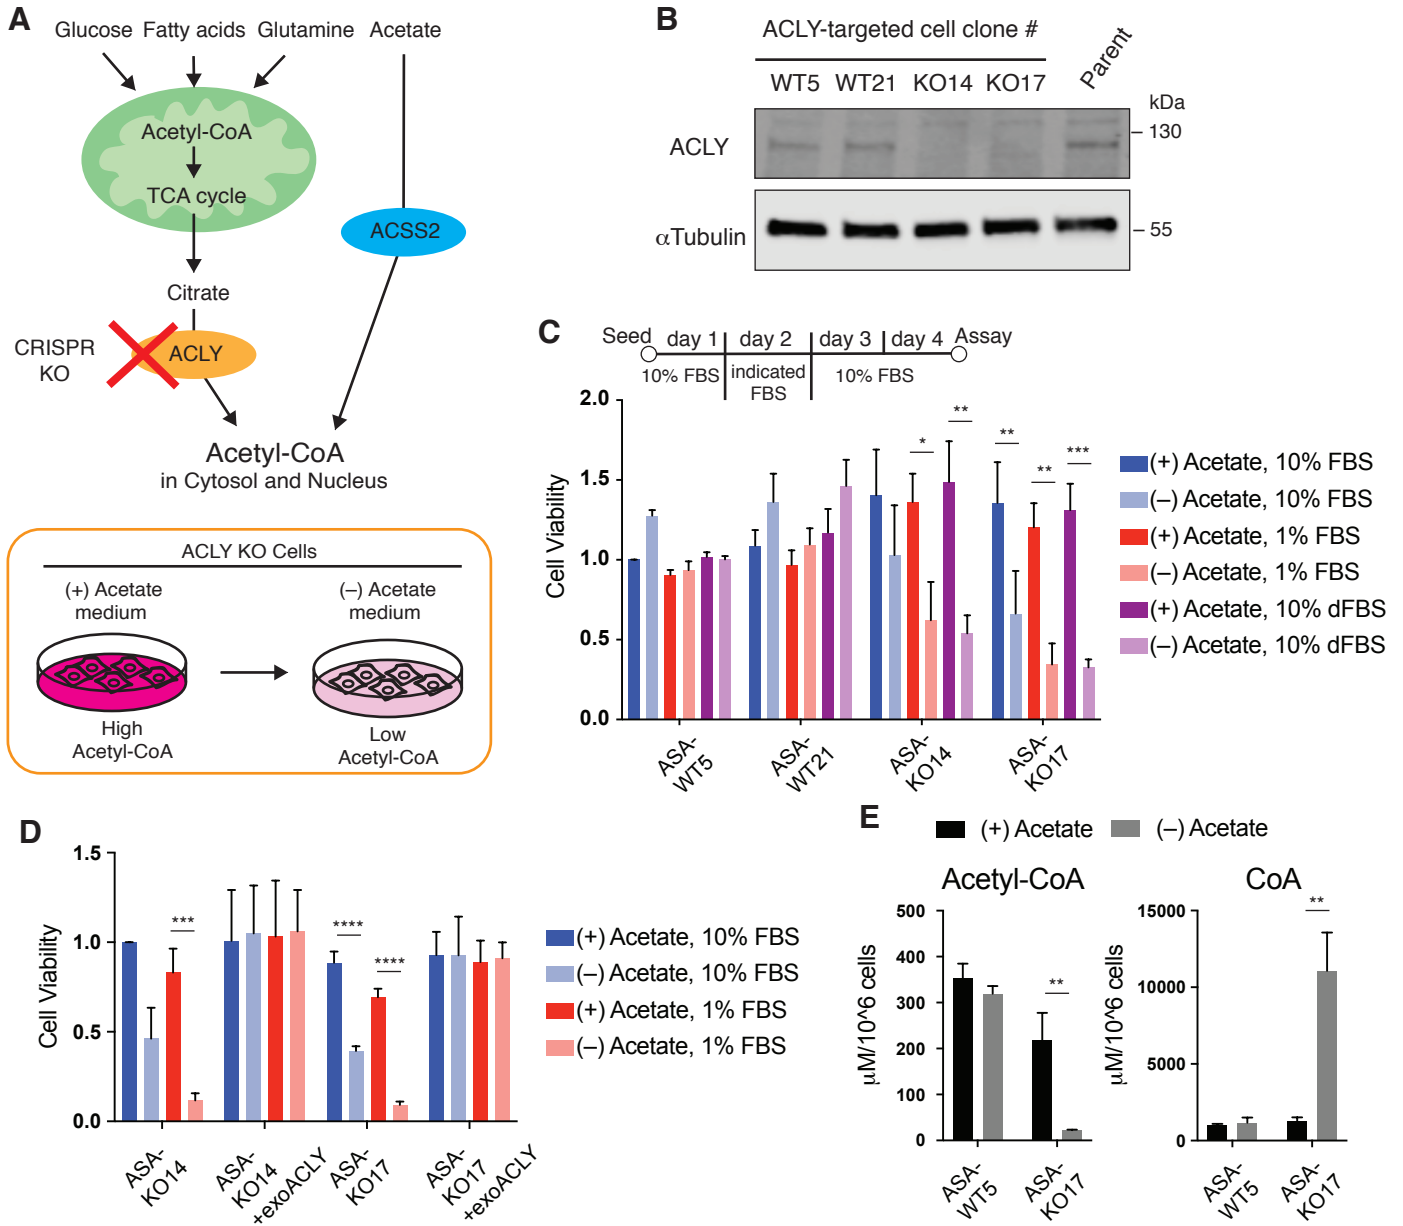 A
Glucose Fatty acids Glutamine Acetate
Acetyl-CoA
TCA cycle
ACSS2
Citrate
CRISPR
KO
ACLY
Acetyl-CoA
in Cytosol and Nucleus
ACLY KO Cells
(+) Acetate
medium
(–) Acetate
medium
High
Acetyl-CoA
Low
Acetyl-CoA
B
ACLY-targeted cell clone #
WT5 WT21 KO14 KO17 Parent
kDa
ACLY
– 130
αTubulin
– 55
C
Seed day 1 day 2 day 3 day 4 Assay
10% FBS indicated
FBS 10% FBS
Cell Viability
2.0
1.5
1.0
0.5
0.0
* ** ** ** ***
ASA-
WT5
ASA-
WT21
ASA-
KO14
ASA-
KO17
(+) Acetate, 10% FBS
(–) Acetate, 10% FBS
(+) Acetate, 1% FBS
(–) Acetate, 1% FBS
(+) Acetate, 10% dFBS
(–) Acetate, 10% dFBS
D
Cell Viability
1.5
1.0
0.5
0.0
*** **** ****
ASA-
KO14
ASA-
KO14
+exoACLY
ASA-
KO17
ASA-
KO17
+exoACLY
(+) Acetate, 10% FBS
(–) Acetate, 10% FBS
(+) Acetate, 1% FBS
(–) Acetate, 1% FBS
E
(+) Acetate (–) Acetate
Acetyl-CoA
μM/10^6 cells
500
400
300
200
100
0
**
ASA-
WT5
ASA-
KO17
CoA
μM/10^6 cells
15000
10000
5000
0
**
ASA-
WT5
ASA-
KO17